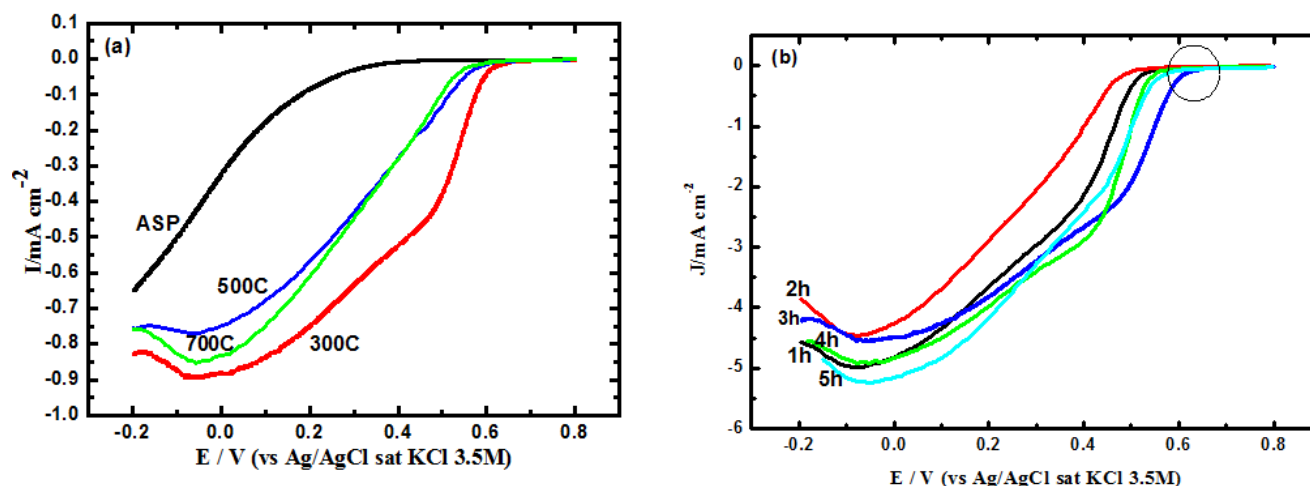 (a)
0.1
0.0
-0.1
-0.2
-0.3
-0.4
-0.5
-0.6
-0.7
-0.8
-0.9
-1.0
I/mA cm-2
ASP
500C
700C
300C
-0.2 0.0 0.2 0.4 0.6 0.8
E / V (vs Ag/AgCl sat KCl 3.5M)
(b)
0
-1
-2
-3
-4
-5
-6
J/mA cm-2
2h
3h
4h
1h
5h
-0.2 0.0 0.2 0.4 0.6 0.8
E / V (vs Ag/AgCl sat KCl 3.5M)